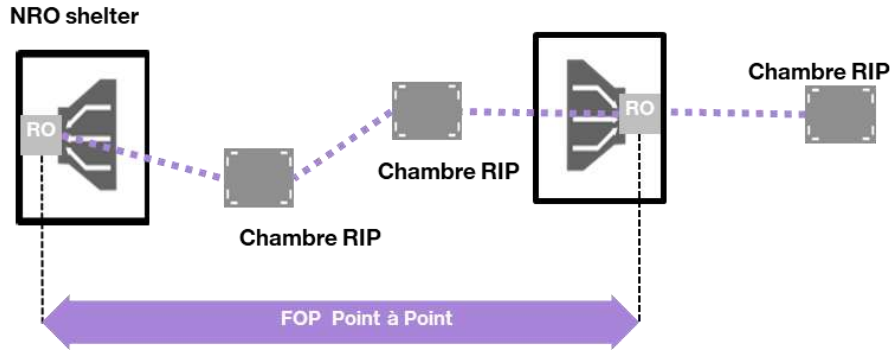 NRO shelter
RO
RO
Chambre RIP
Chambre RIP
Chambre RIP
FOP Point à Point